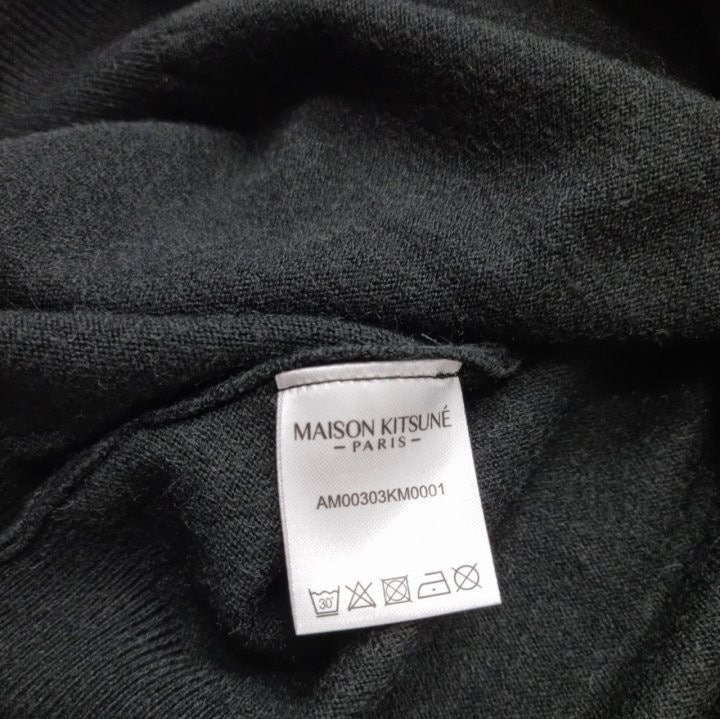 MAISON KITSUNÉ
– PARIS –
AM00303KM0001
30°